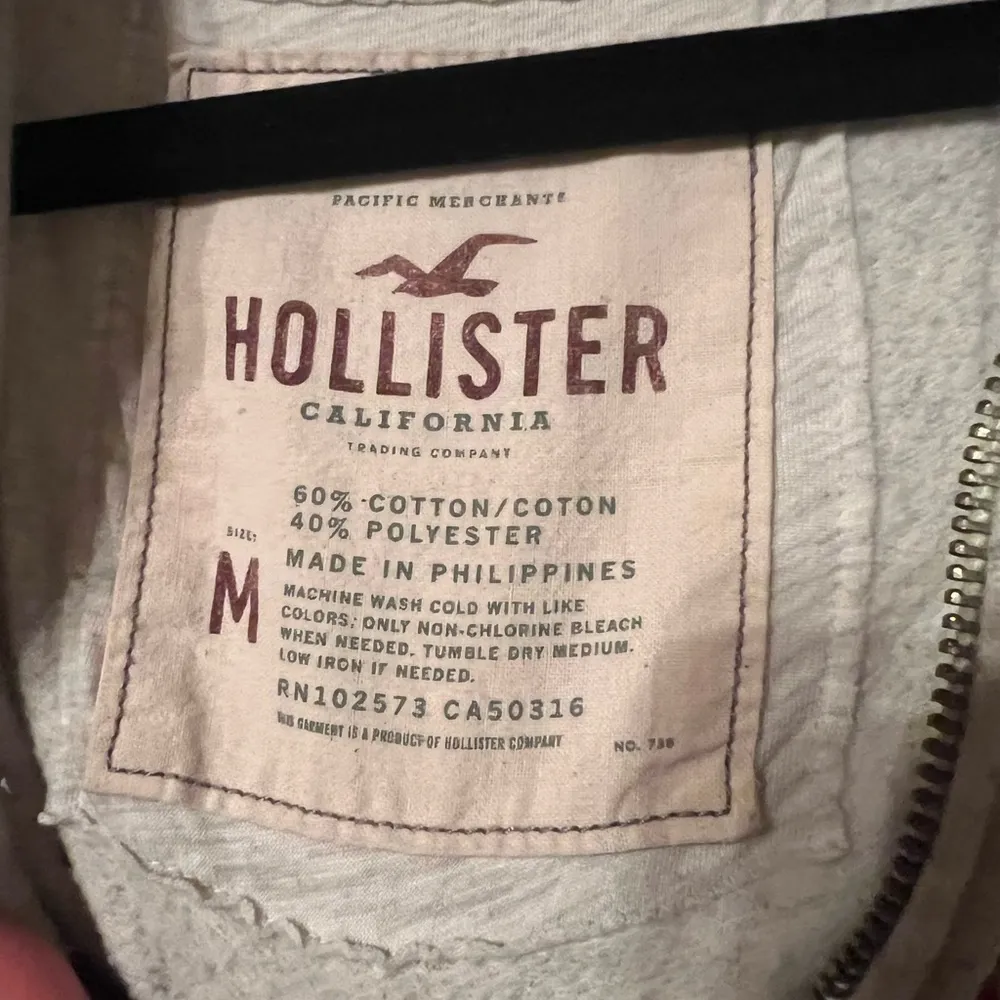 PACIFIC MERCHANTS
HOLLISTER
CALIFORNIA
TRADING COMPANY
60% COTTON/COTON
40% POLYESTER
MADE IN PHILIPPINES
SIZE:
M
MACHINE WASH COLD WITH LIKE
COLORS; ONLY NON-CHLORINE BLEACH
WHEN NEEDED. TUMBLE DRY MEDIUM.
LOW IRON IF NEEDED.
RN102573 CA50316
THIS GARMENT IS A PRODUCT OF HOLLISTER COMPANY
NO.